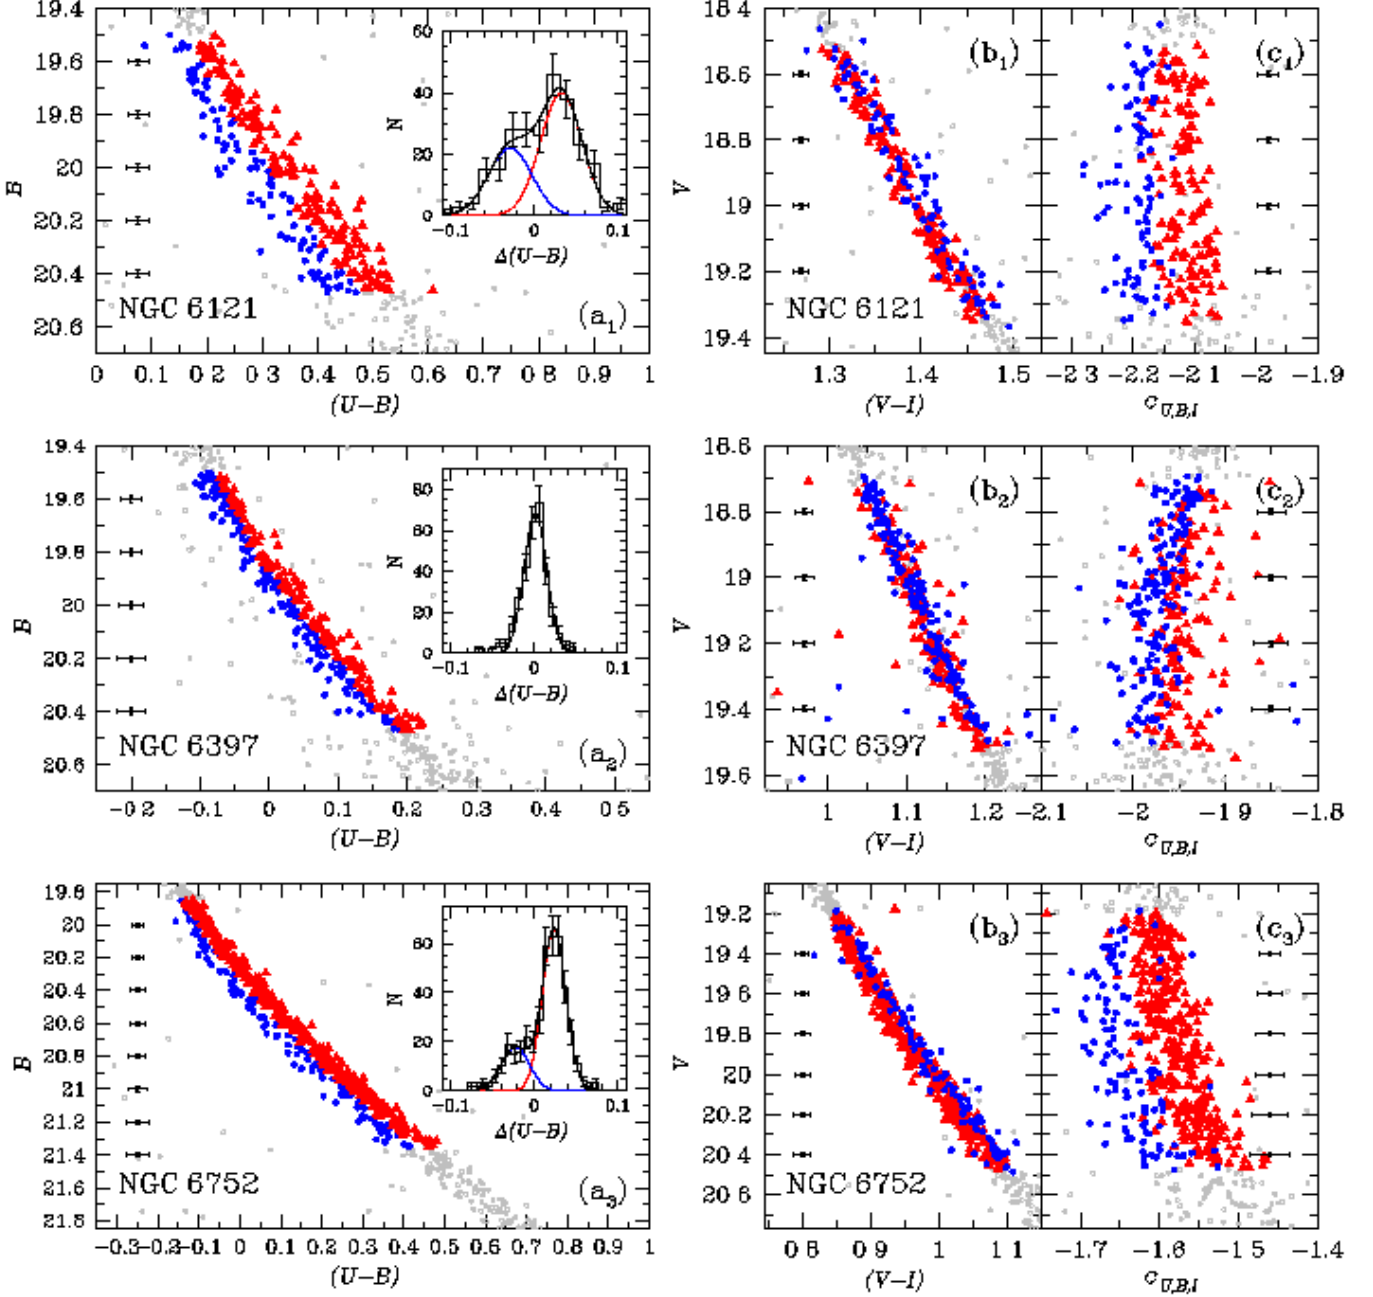 19.4
19.6
19.8
20
20.2
20.4
20.6
B
NGC 6121
(a1)
0 0.1 0 2 0 3 0.4 0.5 0.6 0.7 0.8 0.9 1
(U−B)
60
40
20
0
N
−0.1 0 0.1
Δ(U−B)
18 4
18.6
18.8
19
19.2
19.4
V
NGC 6121
(b1)
(c1)
1.3 1.4 1.5 −2 3 −2.2 −2 1 −2 −1.9
(V−I)
C U,B,I
19.4
19.6
19.8
20
20.2
20.4
20.6
B
NGC 6397
(a2)
−0 2 −0.1 0 0.1 0.2 0.3 0.4 0 5
(U−B)
80
60
40
20
0
N
−0.1 0 0.1
Δ(U−B)
18.6
18.8
19
19.2
19.4
19.6
V
NGC 6397
(b2)
(c2)
1 1.1 1.2 −2.1 −2 −1 9 −1.8
(V−I)
C U,B,I
19.8
20
20.2
20.4
20.6
20.8
21
21.2
21.4
21.6
21.8
B
NGC 6752
(a3)
−0.3 −0.2 −0.1 0 0.1 0.2 0.3 0.4 0.5 0.6 0.7 0.8 0.9 1
(U−B)
60
40
20
0
N
−0.1 0 0.1
Δ(U−B)
19.2
19.4
19.6
19.8
20
20.2
20.4
20 6
V
NGC 6752
(b3)
(c3)
0 8 0 9 1 1 1 −1.7 −1.6 −1.5 −1.4
(V−I)
C U,B,I